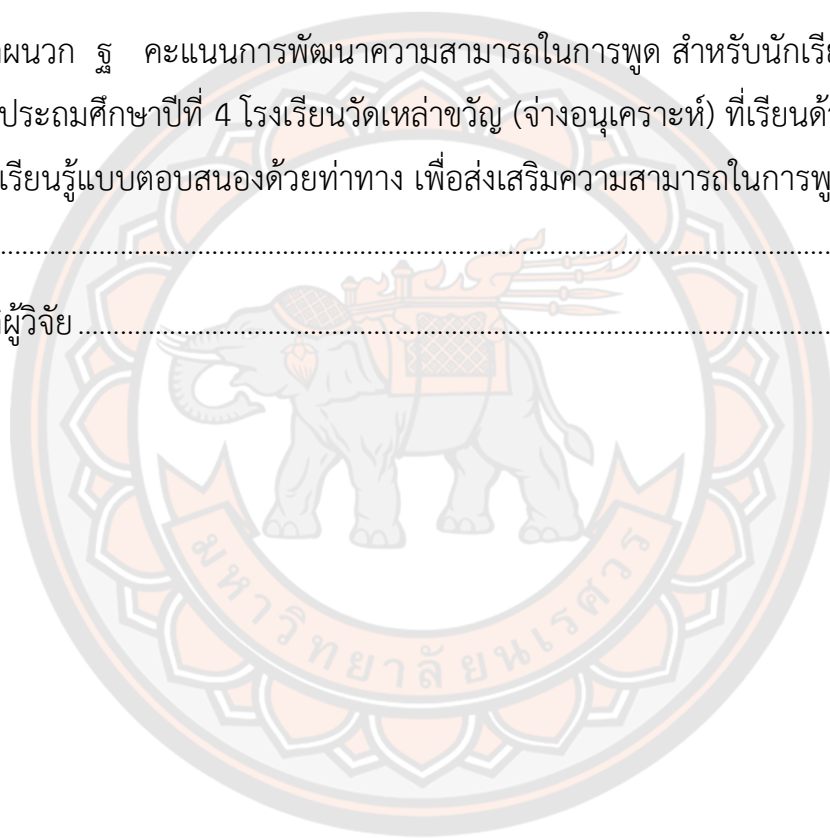 ผนวก ฐ คะแนนการพัฒนาความสามารถในการพูด สำหรับนักเรีย
ประถมศึกษาปีที่ 4 โรงเรียนวัดเหล่าขวัญ (จ่างอนุเคราะห์) ที่เรียนด้
เรียนรู้แบบตอบสนองด้วยท่าทาง เพื่อส่งเสริมความสามารถในการพู
................................................................................
ผู้วิจัย ................................................................................
มหาวิทยาลัยนเรศวร